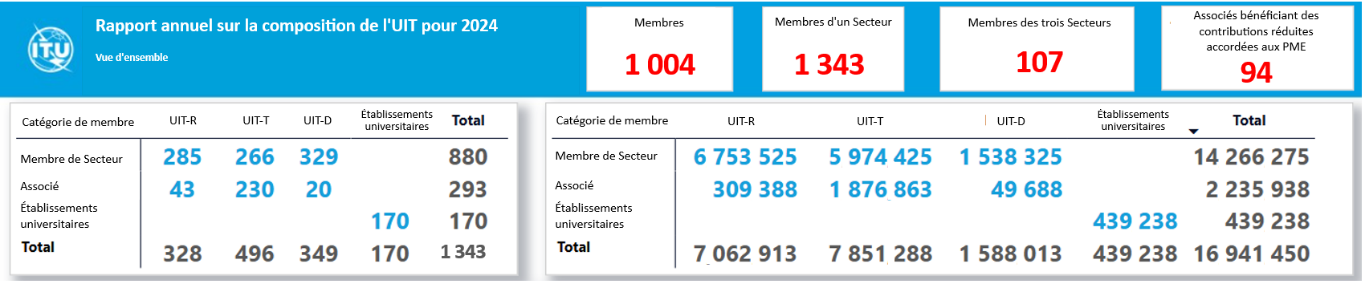 ITU
Rapport annuel sur la composition de l'UIT pour 2024
Vue d'ensemble
Membres
1 004
Membres d'un Secteur
1 343
Membres des trois Secteurs
107
Associés bénéficiant des
contributions réduites
accordées aux PME
94
Catégorie de membre UIT-R UIT-T UIT-D Établissements universitaires Total
Membre de Secteur 285 266 329 880
Associé 43 230 20 293
Établissements
universitaires 170 170
Total 328 496 349 170 1 343
Catégorie de membre UIT-R UIT-T UIT-D Établissements universitaires Total
Membre de Secteur 6 753 525 5 974 425 1 538 325 14 266 275
Associé 309 388 1 876 863 49 688 2 235 938
Établissements
universitaires 439 238 439 238
Total 7 062 913 7 851 288 1 588 013 439 238 16 941 450